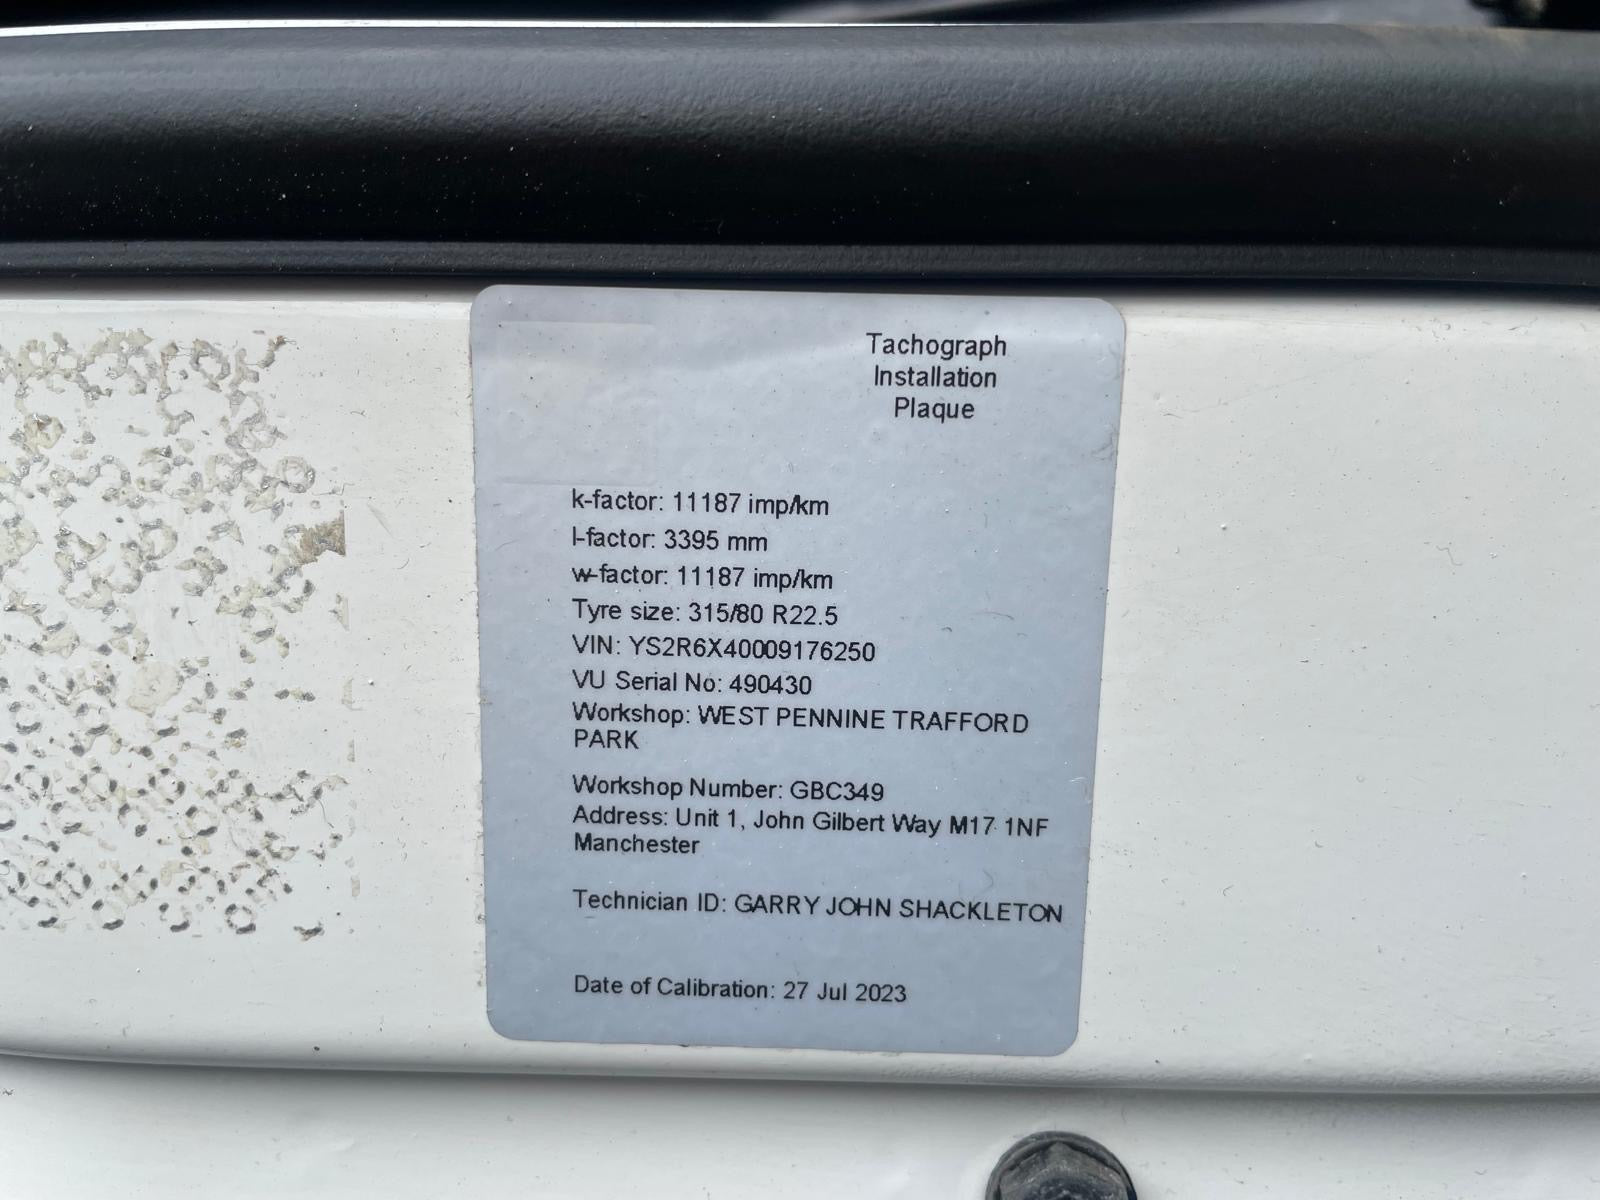 Tachograph
Installation
Plaque
k-factor: 11187 imp/km
l-factor: 3395 mm
w-factor: 11187 imp/km
Tyre size: 315/80 R22.5
VIN: YS2R6X40009176250
VU Serial No: 490430
Workshop: WEST PENNINE TRAFFORD
PARK
Workshop Number: GBC349
Address: Unit 1, John Gilbert Way M17 1NF
Manchester
Technician ID: GARRY JOHN SHACKLETON
Date of Calibration: 27 Jul 2023